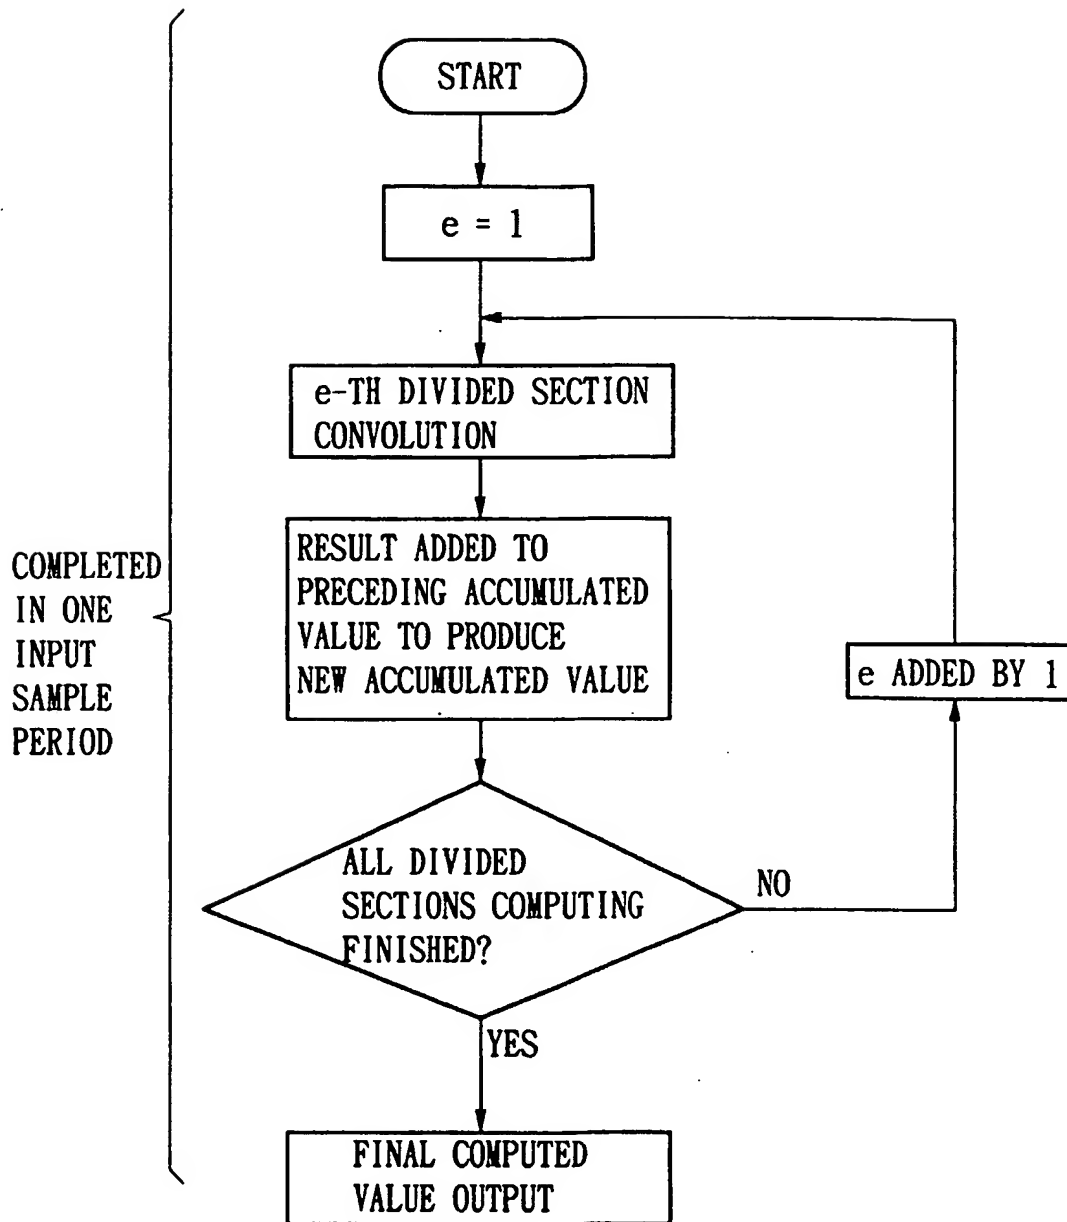 START
e = 1
e-TH DIVIDED SECTION
CONVOLUTION
RESULT ADDED TO
PRECEDING ACCUMULATED
VALUE TO PRODUCE
NEW ACCUMULATED VALUE
COMPLETED
IN ONE
INPUT
SAMPLE
PERIOD
e ADDED BY 1
ALL DIVIDED
SECTIONS COMPUTING
FINISHED?
NO
YES
FINAL COMPUTED
VALUE OUTPUT